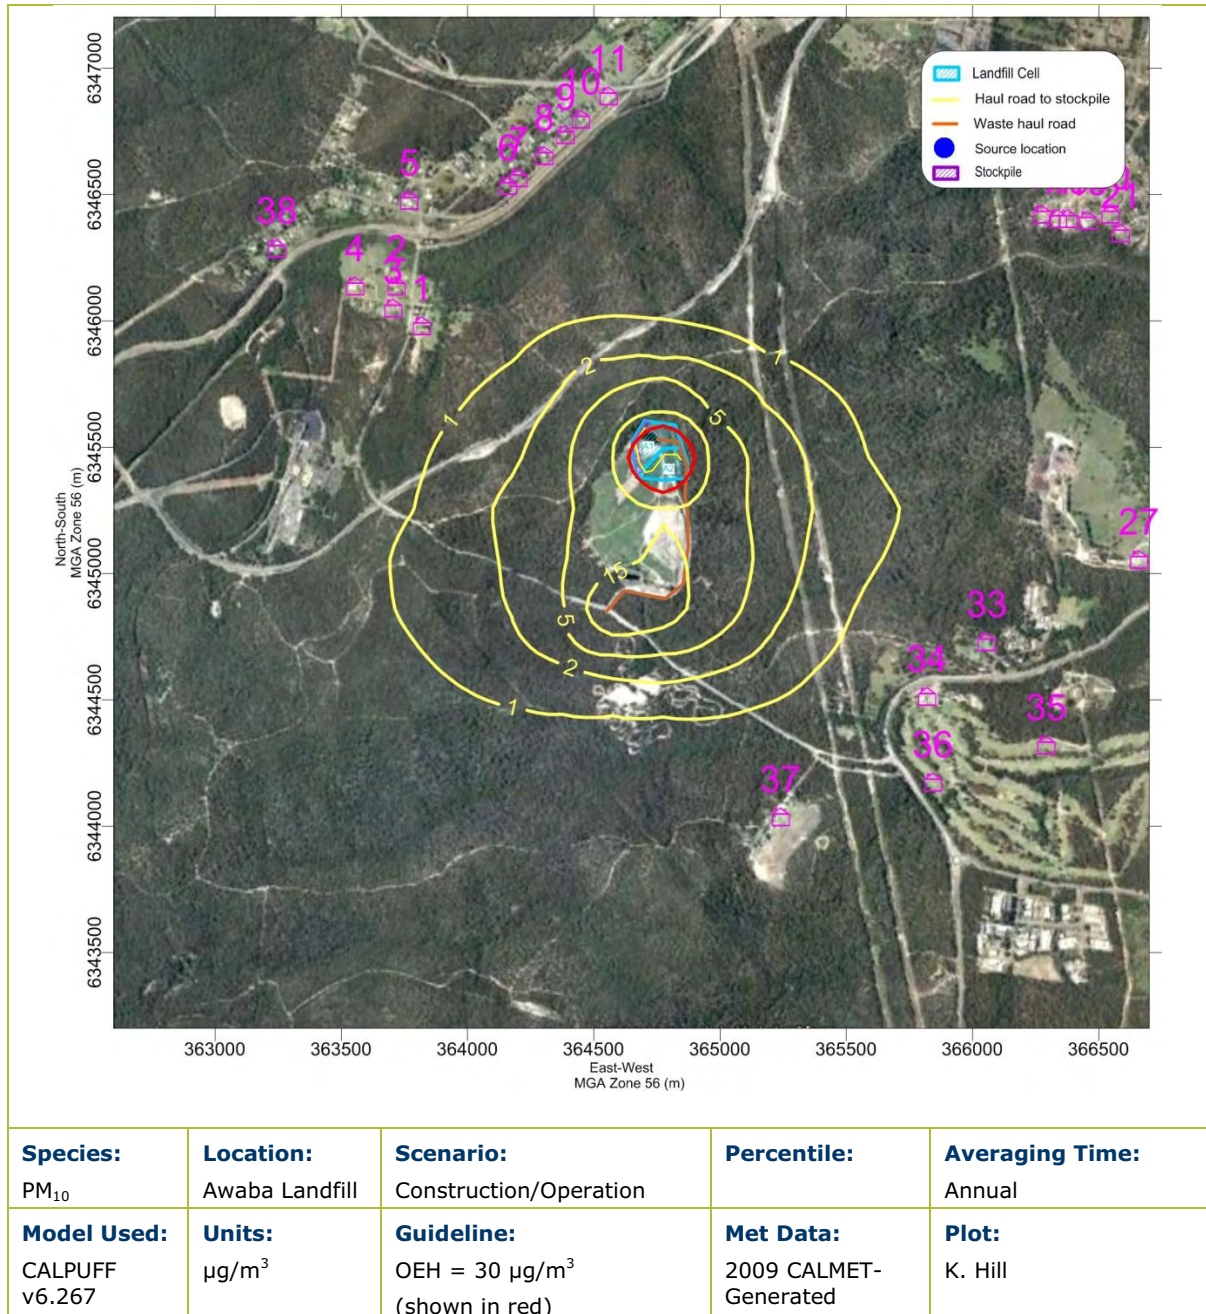 11
10
9
8
7
6
5
38
4
2
3
1
Landfill Cell
Haul road to stockpile
Waste haul road
Source location
Stockpile
21
27
33
34
35
36
37
1
2
1
5
15
5
2
1
6347000
6346500
6346000
6345500
6345000
6344500
6344000
6343500
North-South
MGA Zone 56 (m)
363000 363500 364000 364500 365000 365500 366000 366500
East-West
MGA Zone 56 (m)
Species: Location: Scenario: Percentile: Averaging Time:
PM10 Awaba Landfill Construction/Operation Annual
Model Used: Units: Guideline: Met Data: Plot:
CALPUFF v6.267 µg/m³ OEH = 30 µg/m³ (shown in red) 2009 CALMET-Generated K. Hill